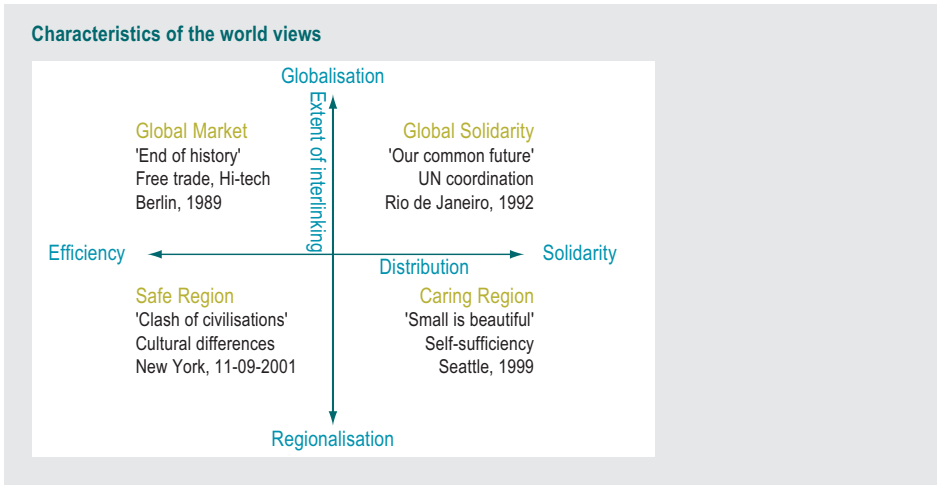 Characteristics of the world views
Globalisation
Extent of interlinking
Global Market
'End of history'
Free trade, Hi-tech
Berlin, 1989
Global Solidarity
'Our common future'
UN coordination
Rio de Janeiro, 1992
Efficiency
Solidarity
Distribution
Safe Region
'Clash of civilisations'
Cultural differences
New York, 11-09-2001
Caring Region
'Small is beautiful'
Self-sufficiency
Seattle, 1999
Regionalisation